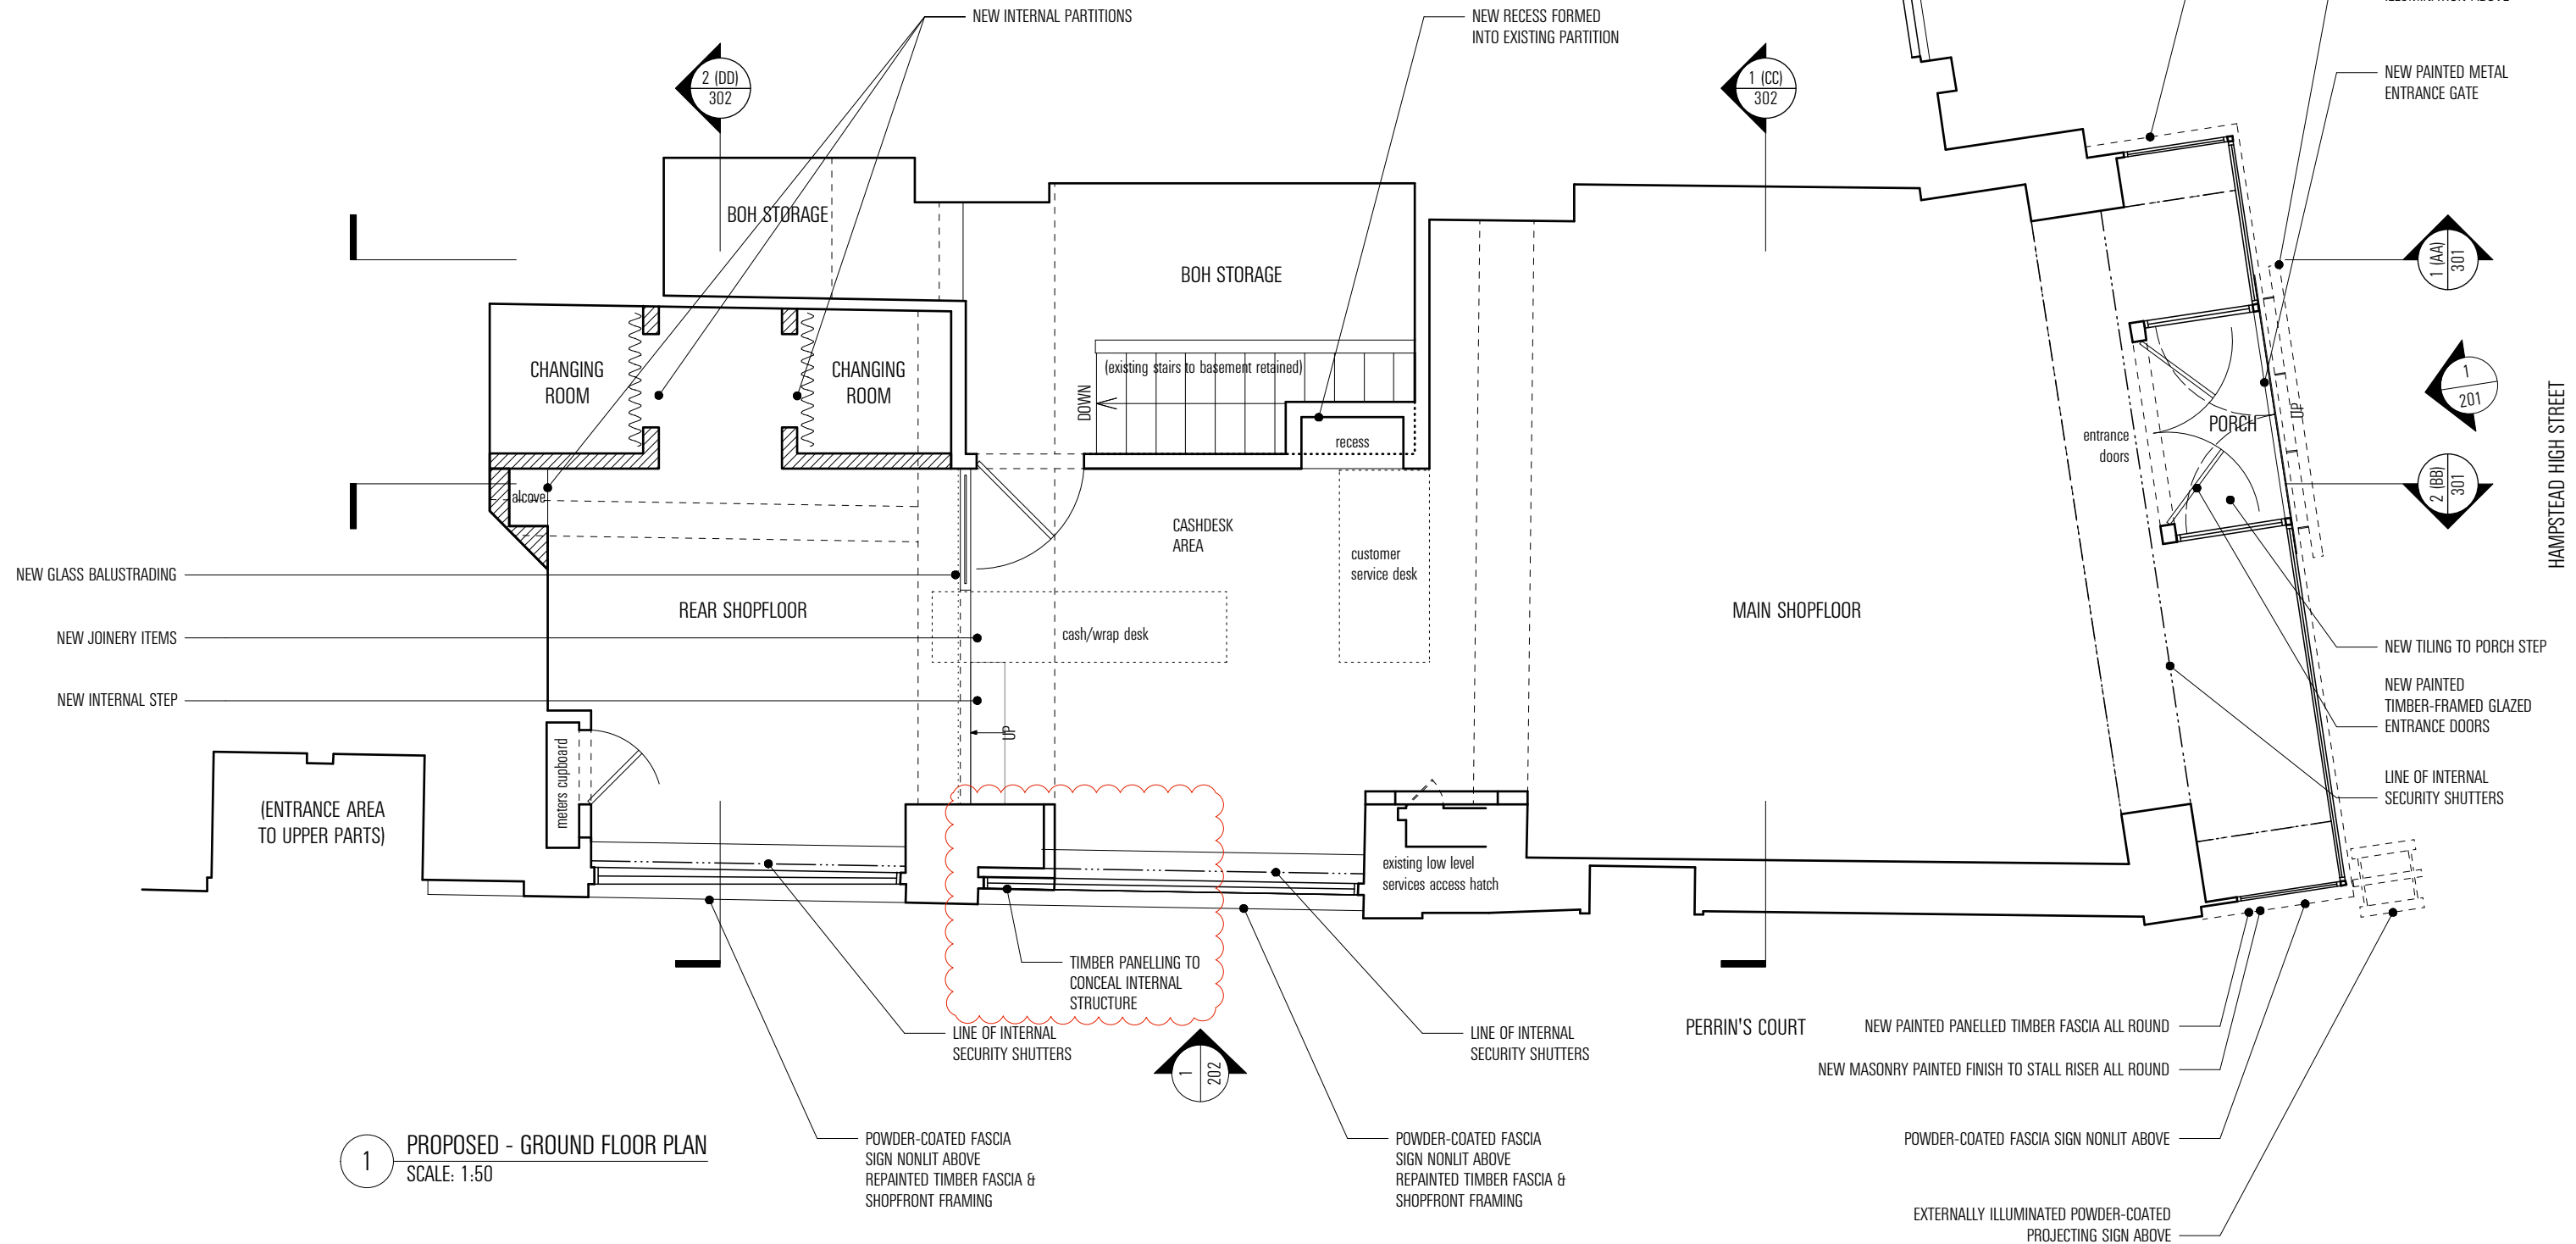 NEW INTERNAL PARTITIONS
NEW RECESS FORMED
INTO EXISTING PARTITION
NEW PAINTED METAL
ENTRANCE GATE
2 (DD)
302
1 (CC)
302
BOH STORAGE
BOH STORAGE
1 (AA)
301
CHANGING
ROOM
CHANGING
ROOM
(existing stairs to basement retained)
DOWN
recess
1
201
HAMPSTEAD HIGH STREET
UP
PORCH
entrance
doors
2 (BB)
301
alcove
CASHDESK
AREA
customer
service desk
NEW GLASS BALUSTRADING
REAR SHOPFLOOR
MAIN SHOPFLOOR
NEW JOINERY ITEMS
cash/wrap desk
NEW TILING TO PORCH STEP
NEW PAINTED
TIMBER-FRAMED GLAZED
ENTRANCE DOORS
NEW INTERNAL STEP
UP
meters cupboard
LINE OF INTERNAL
SECURITY SHUTTERS
(ENTRANCE AREA
TO UPPER PARTS)
existing low level
services access hatch
TIMBER PANELLING TO
CONCEAL INTERNAL
STRUCTURE
LINE OF INTERNAL
SECURITY SHUTTERS
LINE OF INTERNAL
SECURITY SHUTTERS
1
202
PERRIN'S COURT
NEW PAINTED PANELLED TIMBER FASCIA ALL ROUND
NEW MASONRY PAINTED FINISH TO STALL RISER ALL ROUND
1
PROPOSED - GROUND FLOOR PLAN
SCALE: 1:50
POWDER-COATED FASCIA
SIGN NONLIT ABOVE
REPAINTED TIMBER FASCIA &
SHOPFRONT FRAMING
POWDER-COATED FASCIA
SIGN NONLIT ABOVE
REPAINTED TIMBER FASCIA &
SHOPFRONT FRAMING
POWDER-COATED FASCIA SIGN NONLIT ABOVE
EXTERNALLY ILLUMINATED POWDER-COATED
PROJECTING SIGN ABOVE